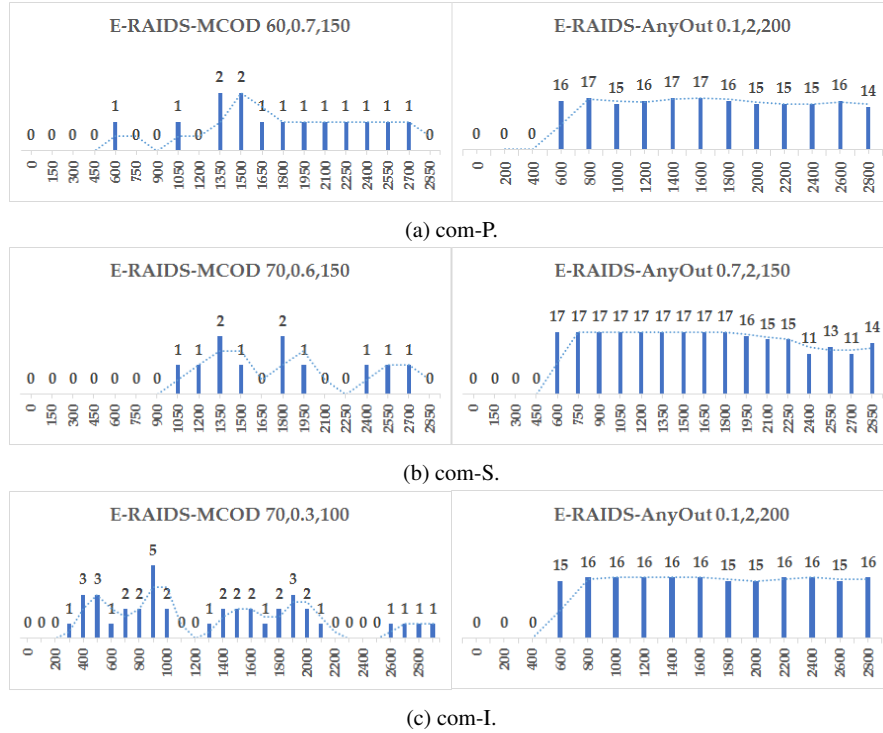 E-RAIDS-MCOD 60,0.7,150
0 0 0 0 1 0 0 1 0 2 2 1 1 1 1 1 1 1 1 0
0 150 300 450 600 750 900 1050 1200 1350 1500 1650 1800 1950 2100 2250 2400 2550 2700 2850
E-RAIDS-AnyOut 0.1,2,200
0 0 0 16 17 15 16 17 17 16 15 15 15 16 14
0 200 400 600 800 1000 1200 1400 1600 1800 2000 2200 2400 2600 2800
(a) com-P.
E-RAIDS-MCOD 70,0.6,150
0 0 0 0 0 0 0 1 1 2 1 0 2 1 0 0 1 1 1 0
0 150 300 450 600 750 900 1050 1200 1350 1500 1650 1800 1950 2100 2250 2400 2550 2700 2850
E-RAIDS-AnyOut 0.7,2,150
0 0 0 0 17 17 17 17 17 17 17 17 17 16 15 15 11 13 11 14
0 150 300 450 600 750 900 1050 1200 1350 1500 1650 1800 1950 2100 2250 2400 2550 2700 2850
(b) com-S.
E-RAIDS-MCOD 70,0.3,100
0 0 0 1 3 3 1 2 2 5 2 0 0 1 2 2 2 1 2 3 2 1 0 0 0 0 1 1 1 1
0 200 400 600 800 1000 1200 1400 1600 1800 2000 2200 2400 2600 2800
E-RAIDS-AnyOut 0.1,2,200
0 0 0 15 16 16 16 16 16 15 15 16 16 15 16
0 200 400 600 800 1000 1200 1400 1600 1800 2000 2200 2400 2600 2800
(c) com-I.